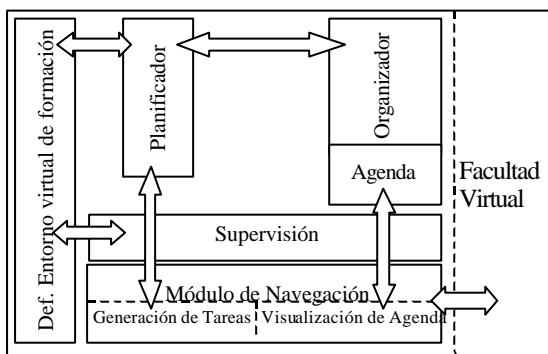 Def. Entorno virtual de formación
Planificador
Organizador
Agenda
Facultad
Virtual
Supervisión
Módulo de Navegación
Generación de Tareas
Visualización de Agenda